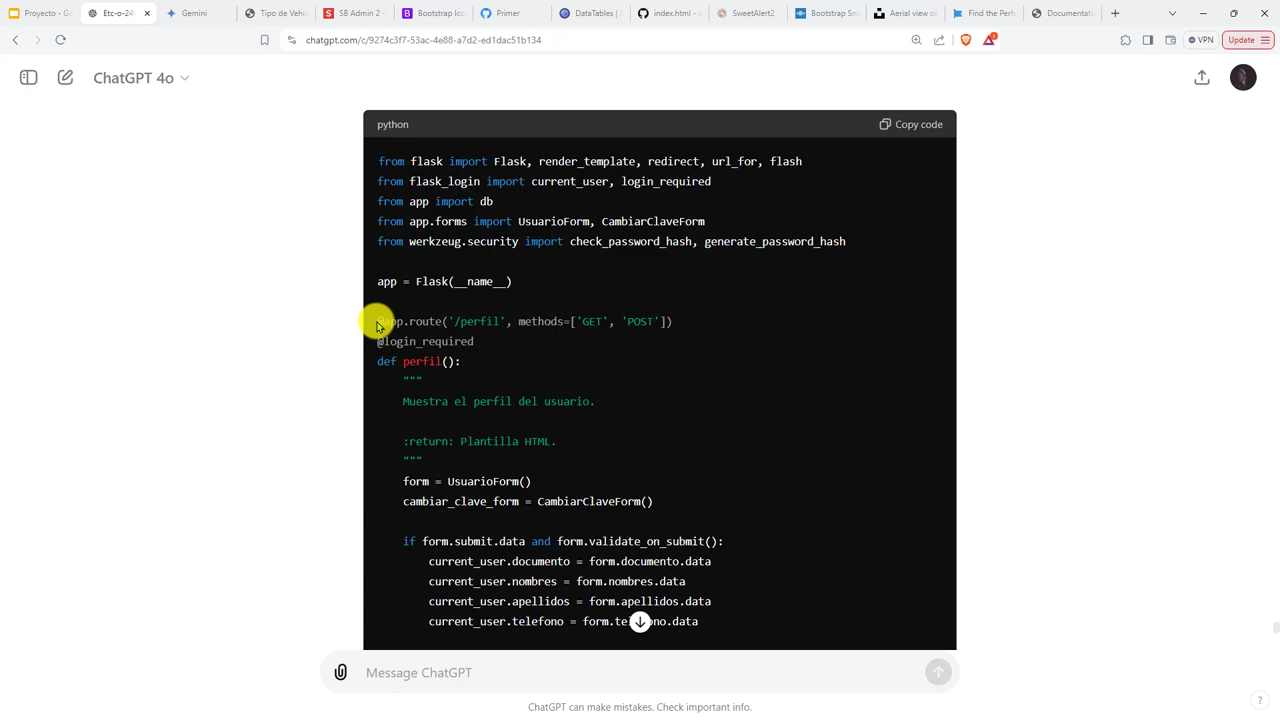 Proyecto - G
Etc-o-24
Gemini
Tipo de Vehíc
SB Admin 2 -
Bootstrap Ico
Primer
DataTables |
index.html - s
SweetAlert2
Bootstrap Sni
Aerial view o
Find the Perf
Documentati
chatgpt.com/c/9274c3f7-53ac-4e88-a7d2-ed1dac51b134
1
VPN
Update
ChatGPT 4o
python
Copy code
from flask import Flask, render_template, redirect, url_for, flash
from flask_login import current_user, login_required
from app import db
from app.forms import UsuarioForm, CambiarClaveForm
from werkzeug.security import check_password_hash, generate_password_hash
app = Flask(__name__)
@app.route('/perfil', methods=['GET', 'POST'])
@login_required
def perfil():
"""
Muestra el perfil del usuario.
:return: Plantilla HTML.
"""
form = UsuarioForm()
cambiar_clave_form = CambiarClaveForm()
if form.submit.data and form.validate_on_submit():
current_user.documento = form.documento.data
current_user.nombres = form.nombres.data
current_user.apellidos = form.apellidos.data
current_user.telefono = form.telefono.data
Message ChatGPT
ChatGPT can make mistakes. Check important info.
?